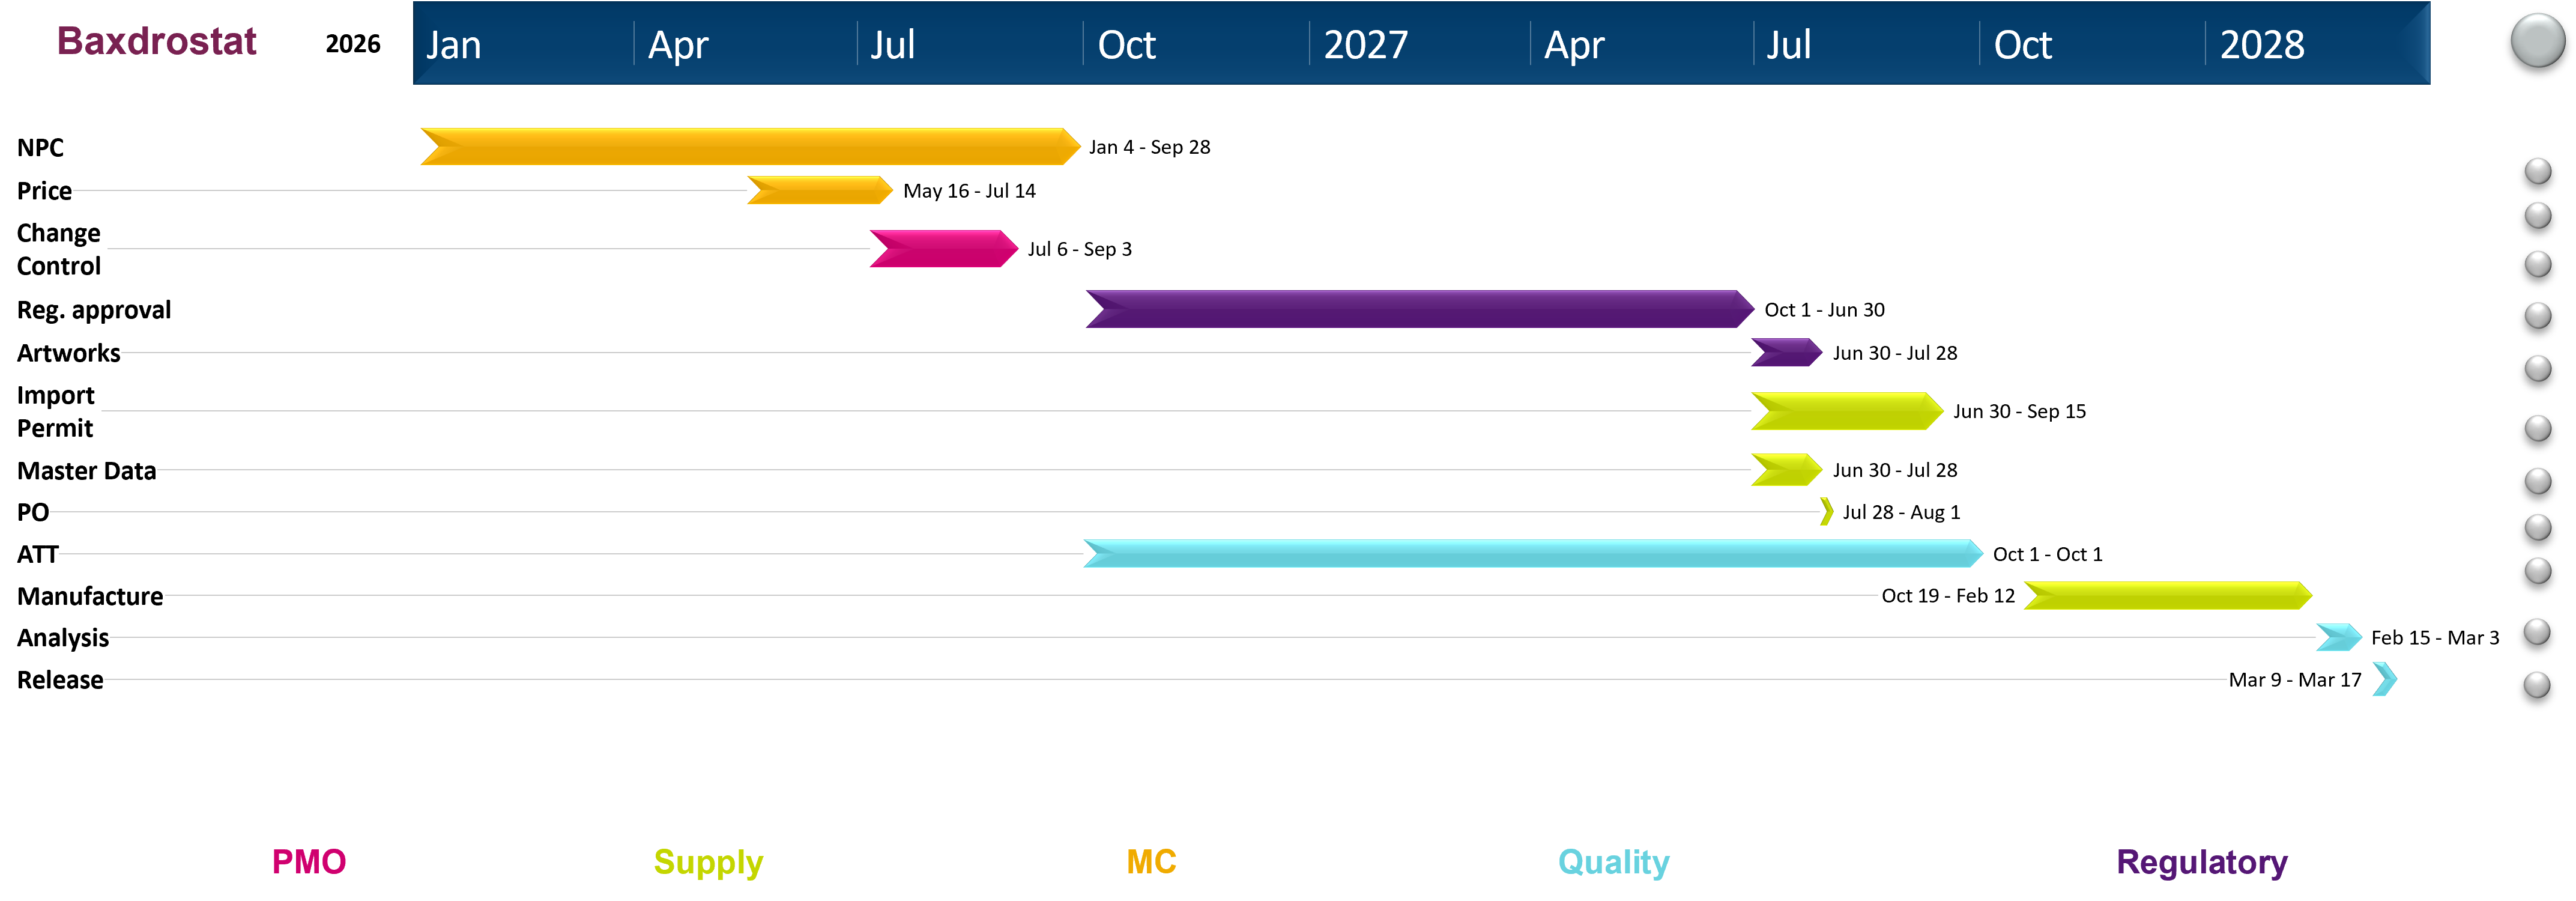 Baxdrostat 2026 Jan Apr Jul Oct 2027 Apr Jul Oct 2028
NPC Jan 4 - Sep 28
Price May 16 - Jul 14
Change
Control Jul 6 - Sep 3
Reg. approval Oct 1 - Jun 30
Artworks Jun 30 - Jul 28
Import
Permit Jun 30 - Sep 15
Master Data Jun 30 - Jul 28
PO Jul 28 - Aug 1
ATT Oct 1 - Oct 1
Manufacture Oct 19 - Feb 12
Analysis Feb 15 - Mar 3
Release Mar 9 - Mar 17
PMO Supply MC Quality Regulatory